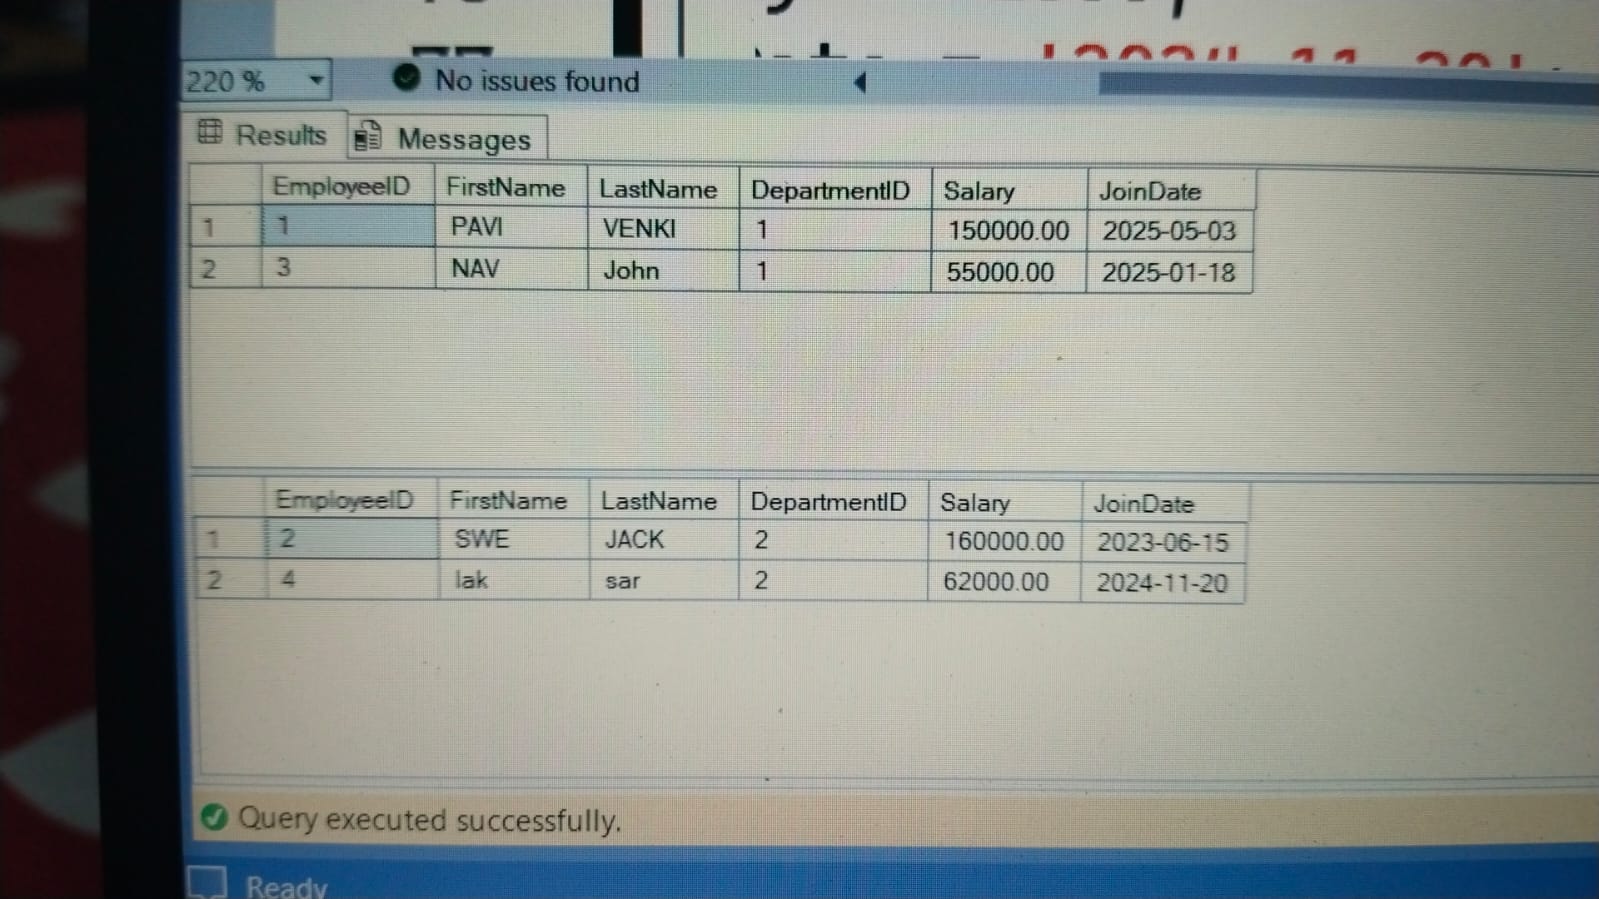 220 % No issues found
Results Messages
EmployeeID FirstName LastName DepartmentID Salary JoinDate
1 1 PAVI VENKI 1 150000.00 2025-05-03
2 3 NAV John 1 55000.00 2025-01-18
EmployeeID FirstName LastName DepartmentID Salary JoinDate
1 2 SWE JACK 2 160000.00 2023-06-15
2 4 lak sar 2 62000.00 2024-11-20
Query executed successfully.
Ready